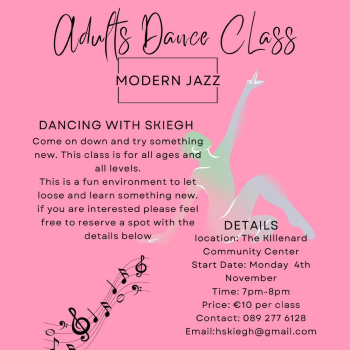 Adults Dance Class
MODERN JAZZ
DANCING WITH SKIEGH
Come on down and try something
new. This class is for all ages and
all levels.
This is a fun environment to let
loose and learn something new.
if you are interested please feel
free to reserve a spot with the
details below
DETAILS
location: The KIllenard
Community Center
Start Date: Monday 4th
November
Time: 7pm-8pm
Price: €10 per class
Contact: 089 277 6128
Email:hskiegh@gmail.com